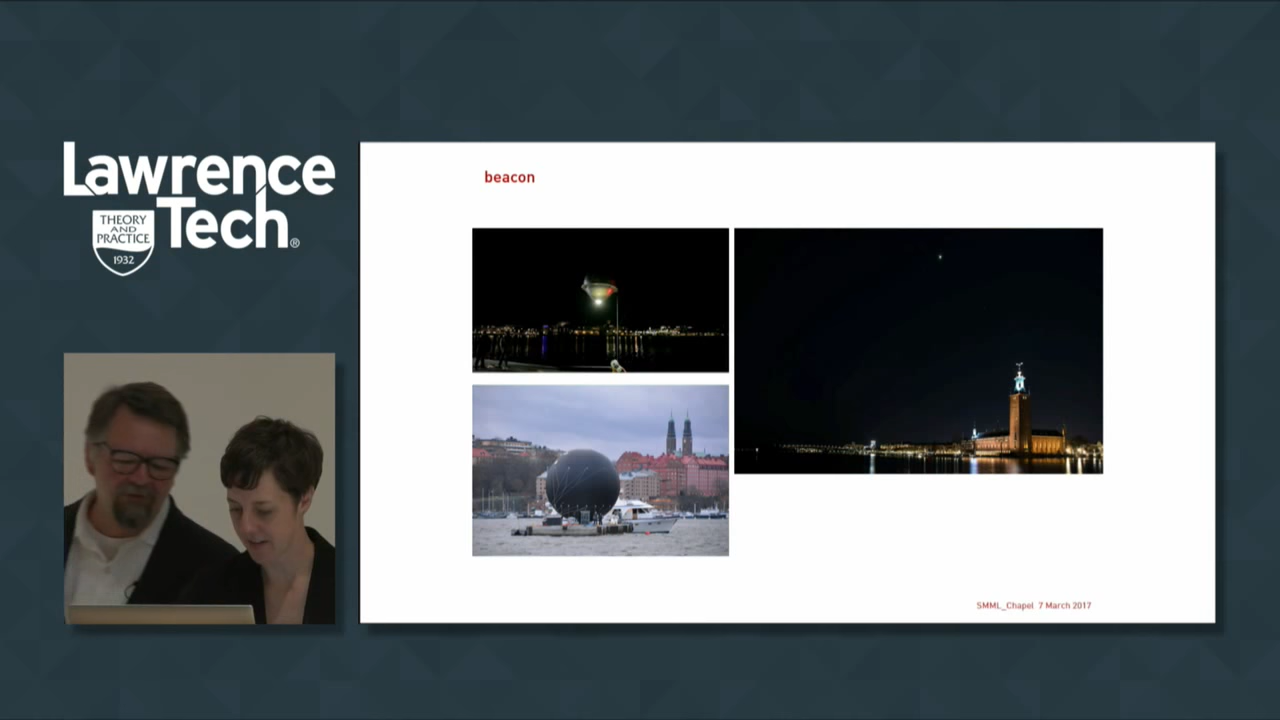 Lawrence
Tech®
THEORY
AND
PRACTICE
1932
beacon
SMML_Chapel 7 March 2017